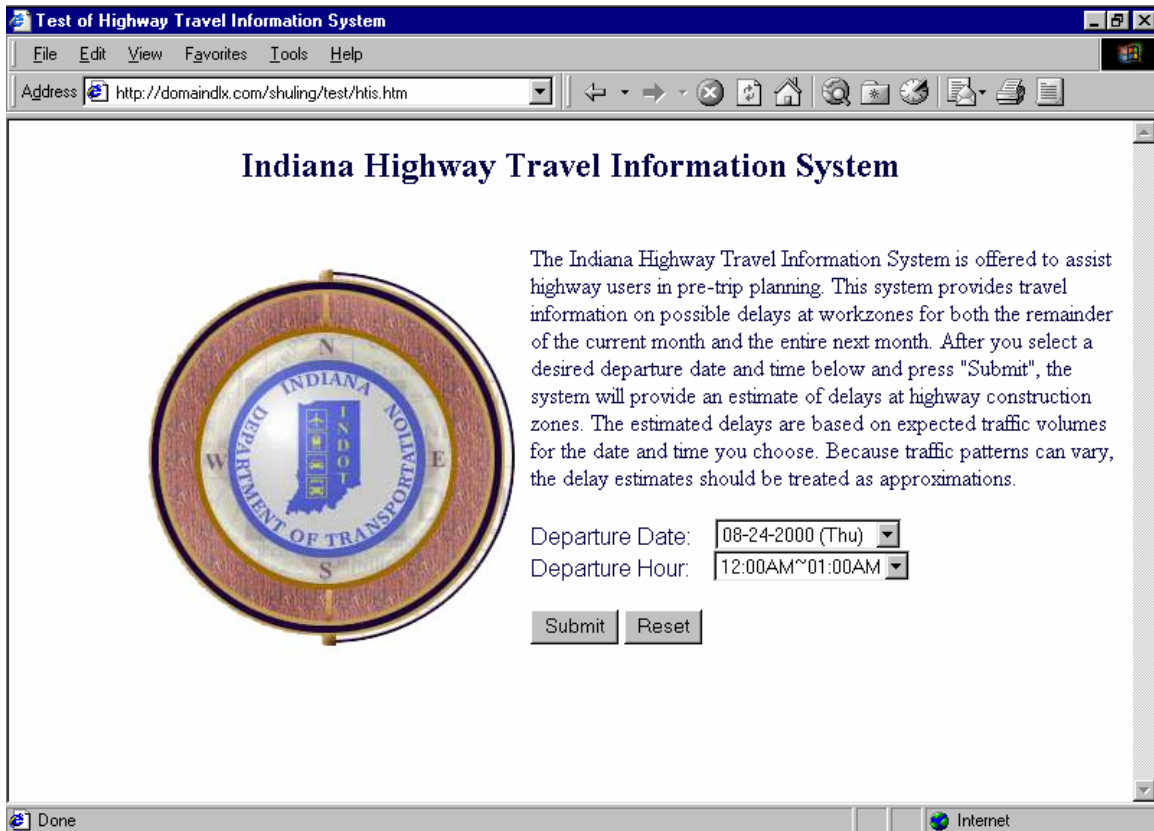 Test of Highway Travel Information System
File Edit View Favorites Tools Help
Address http://domaindlx.com/shuling/test/htis.htm
Indiana Highway Travel Information System
The Indiana Highway Travel Information System is offered to assist
highway users in pre-trip planning. This system provides travel
information on possible delays at workzones for both the remainder
of the current month and the entire next month. After you select a
desired departure date and time below and press "Submit", the
system will provide an estimate of delays at highway construction
zones. The estimated delays are based on expected traffic volumes
for the date and time you choose. Because traffic patterns can vary,
the delay estimates should be treated as approximations.
N
INDIANA
DEPARTMENT OF TRANSPORTATION
INDOT
W
E
S
Departure Date: 08-24-2000 (Thu)
Departure Hour: 12:00AM~01:00AM
Submit Reset
Done
Internet